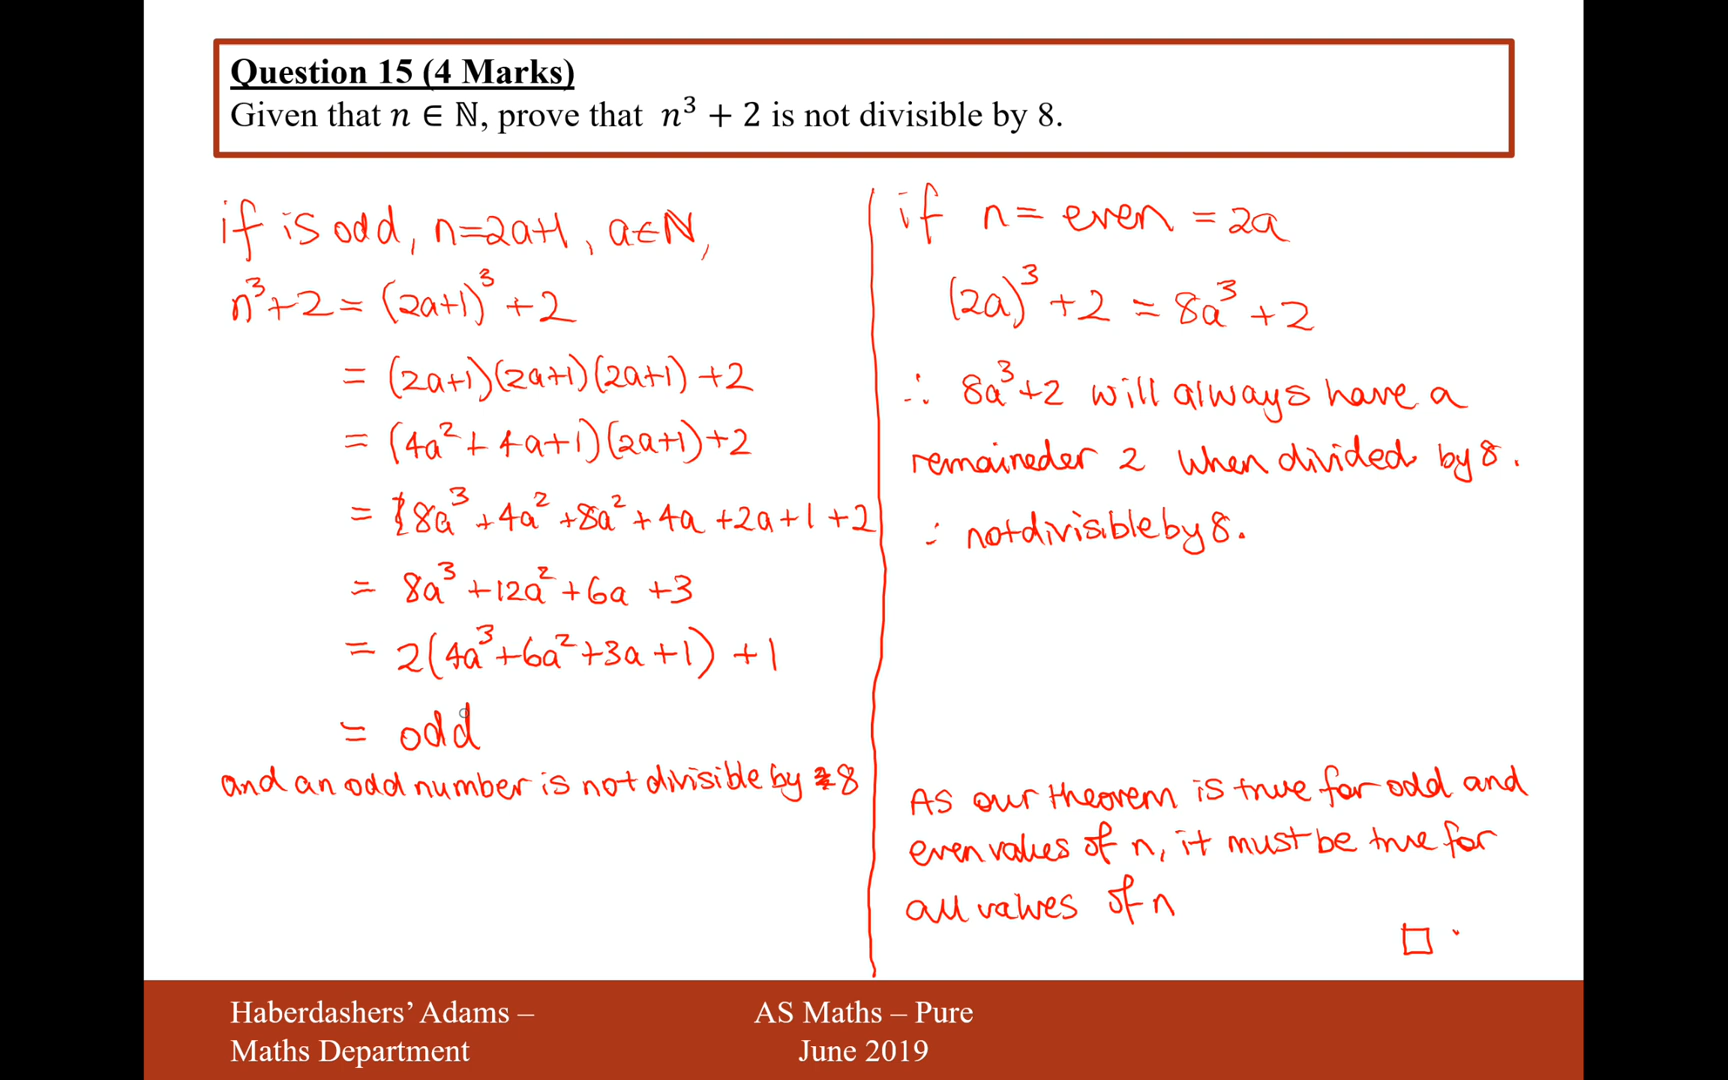 Question 15 (4 Marks)
Given that n ∈ ℕ, prove that n³ + 2 is not divisible by 8.
if is odd, n=2a+1, a∈ℕ,
n³+2 = (2a+1)³ +2
= (2a+1)(2a+1)(2a+1) +2
= (4a² + 4a+1)(2a+1)+2
= 8a³ +4a² +8a² +4a +2a+1 +2
= 8a³ +12a² +6a +3
= 2(4a³+6a²+3a+1) +1
= odd
and an odd number is not divisible by 8
if n = even = 2a
(2a)³ +2 = 8a³ +2
∴ 8a³+2 will always have a
remaineder 2 when divided by 8.
∴ not divisible by 8.
As our theorem is true for odd and
even values of n, it must be true for
all values of n
□.
Haberdashers' Adams –
Maths Department
AS Maths – Pure
June 2019